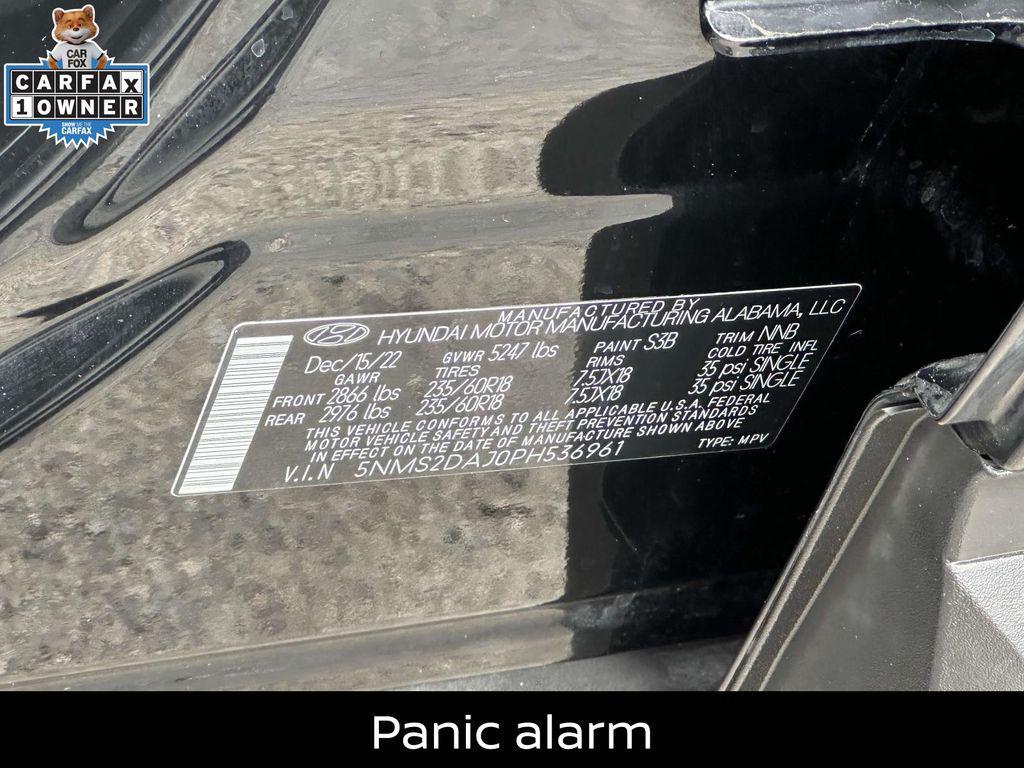 CAR
FOX
CARFAX
1 OWNER
SHOW ME THE
CARFAX
MANUFACTURED BY
HYUNDAI MOTOR MANUFACTURING ALABAMA, LLC
Dec/15/22 GVWR 5247 lbs PAINT S3B TRIM NNB
GAWR TIRES RIMS COLD TIRE INFL
FRONT 2866 lbs 235/60R18 7.5JX18 35 psi SINGLE
REAR 2976 lbs 235/60R18 7.5JX18 35 psi SINGLE
THIS VEHICLE CONFORMS TO ALL APPLICABLE U.S.A. FEDERAL
MOTOR VEHICLE SAFETY AND THEFT PREVENTION STANDARDS
IN EFFECT ON THE DATE OF MANUFACTURE SHOWN ABOVE
V.I.N 5NMS2DAJ0PH536961 TYPE: MPV
Panic alarm